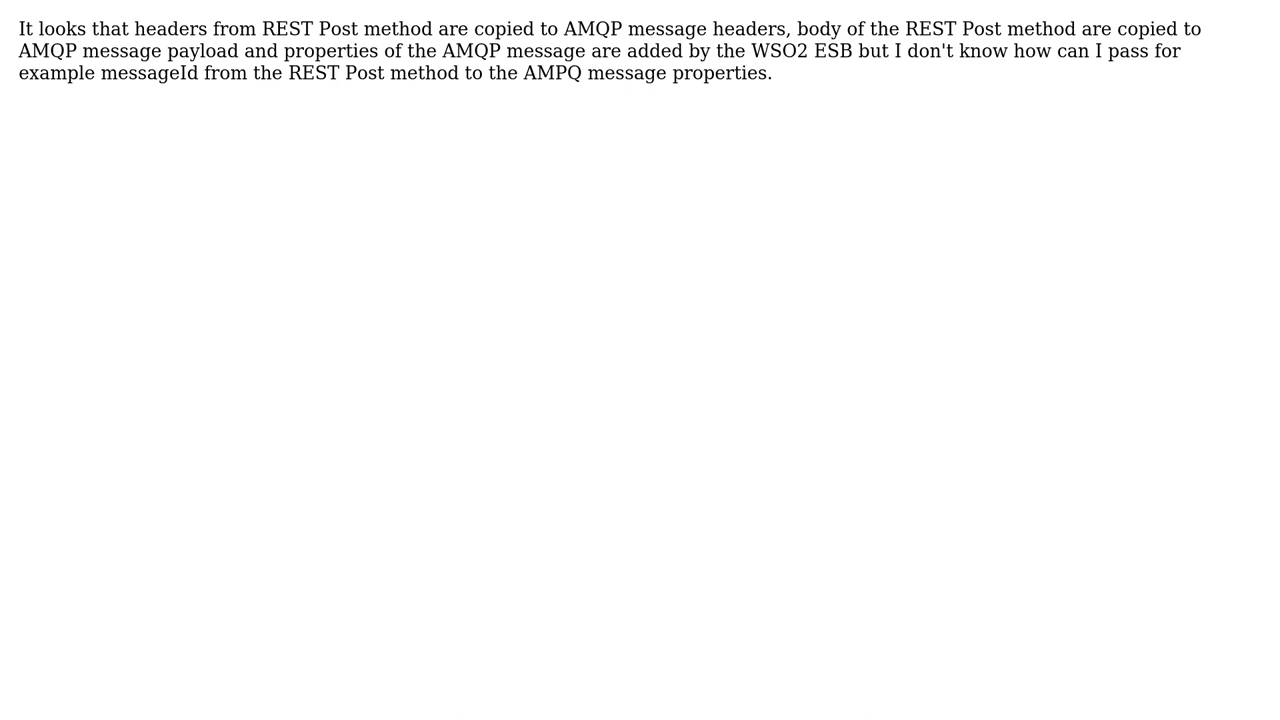 It looks that headers from REST Post method are copied to AMQP message headers, body of the REST Post method are copied to
AMQP message payload and properties of the AMQP message are added by the WSO2 ESB but I don't know how can I pass for
example messageId from the REST Post method to the AMPQ message properties.